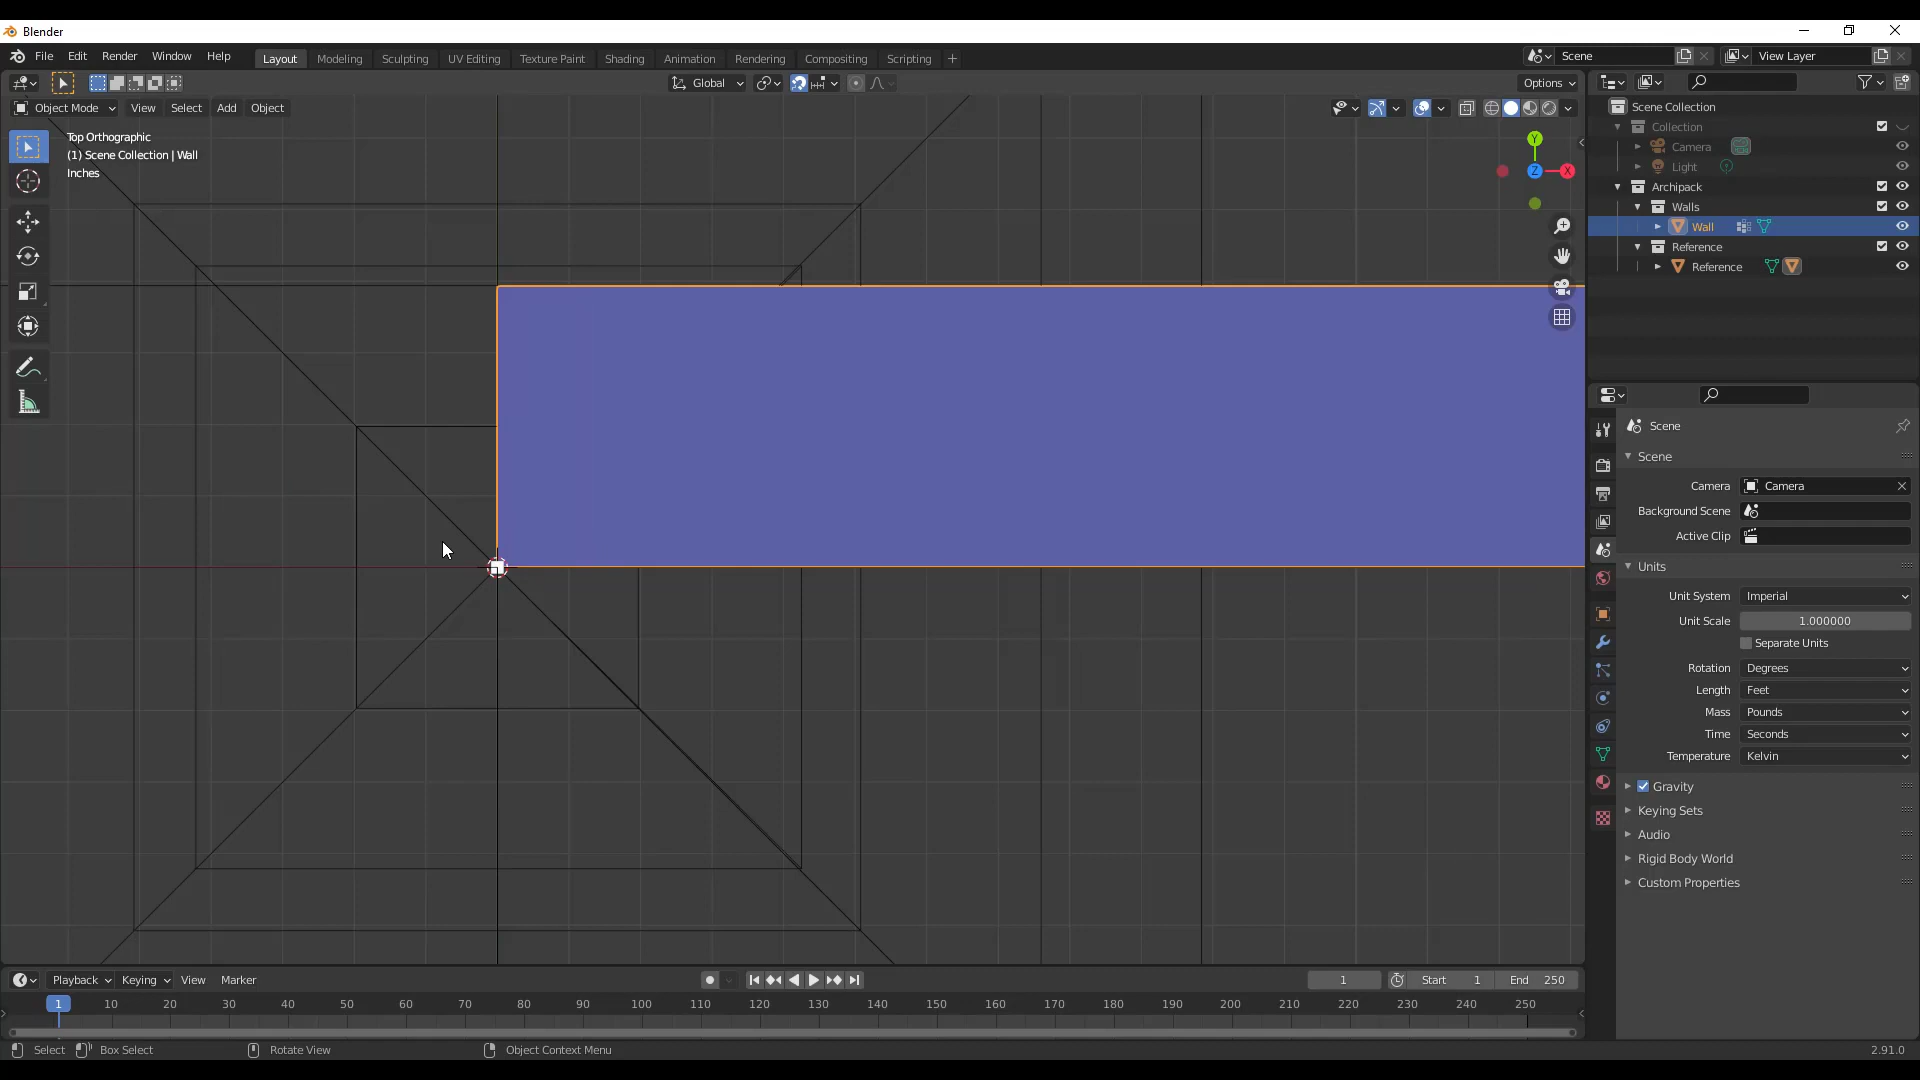 Blender
File Edit Render Window Help Layout Modeling Sculpting UV Editing Texture Paint Shading Animation Rendering Compositing Scripting + Scene View Layer
Global Options
Object Mode View Select Add Object
Top Orthographic
(1) Scene Collection | Wall
Inches
Y
Z X
Scene Collection
Collection
Camera
Light
Archipack
Walls
Wall
Reference
Reference
Scene
Scene
Camera Camera
Background Scene
Active Clip
Units
Unit System Imperial
Unit Scale 1.000000
Separate Units
Rotation Degrees
Length Feet
Mass Pounds
Time Seconds
Temperature Kelvin
Gravity
Keying Sets
Audio
Rigid Body World
Custom Properties
Playback Keying View Marker 1 Start 1 End 250
1 10 20 30 40 50 60 70 80 90 100 110 120 130 140 150 160 170 180 190 200 210 220 230 240 250
Select Box Select Rotate View Object Context Menu 2.91.0